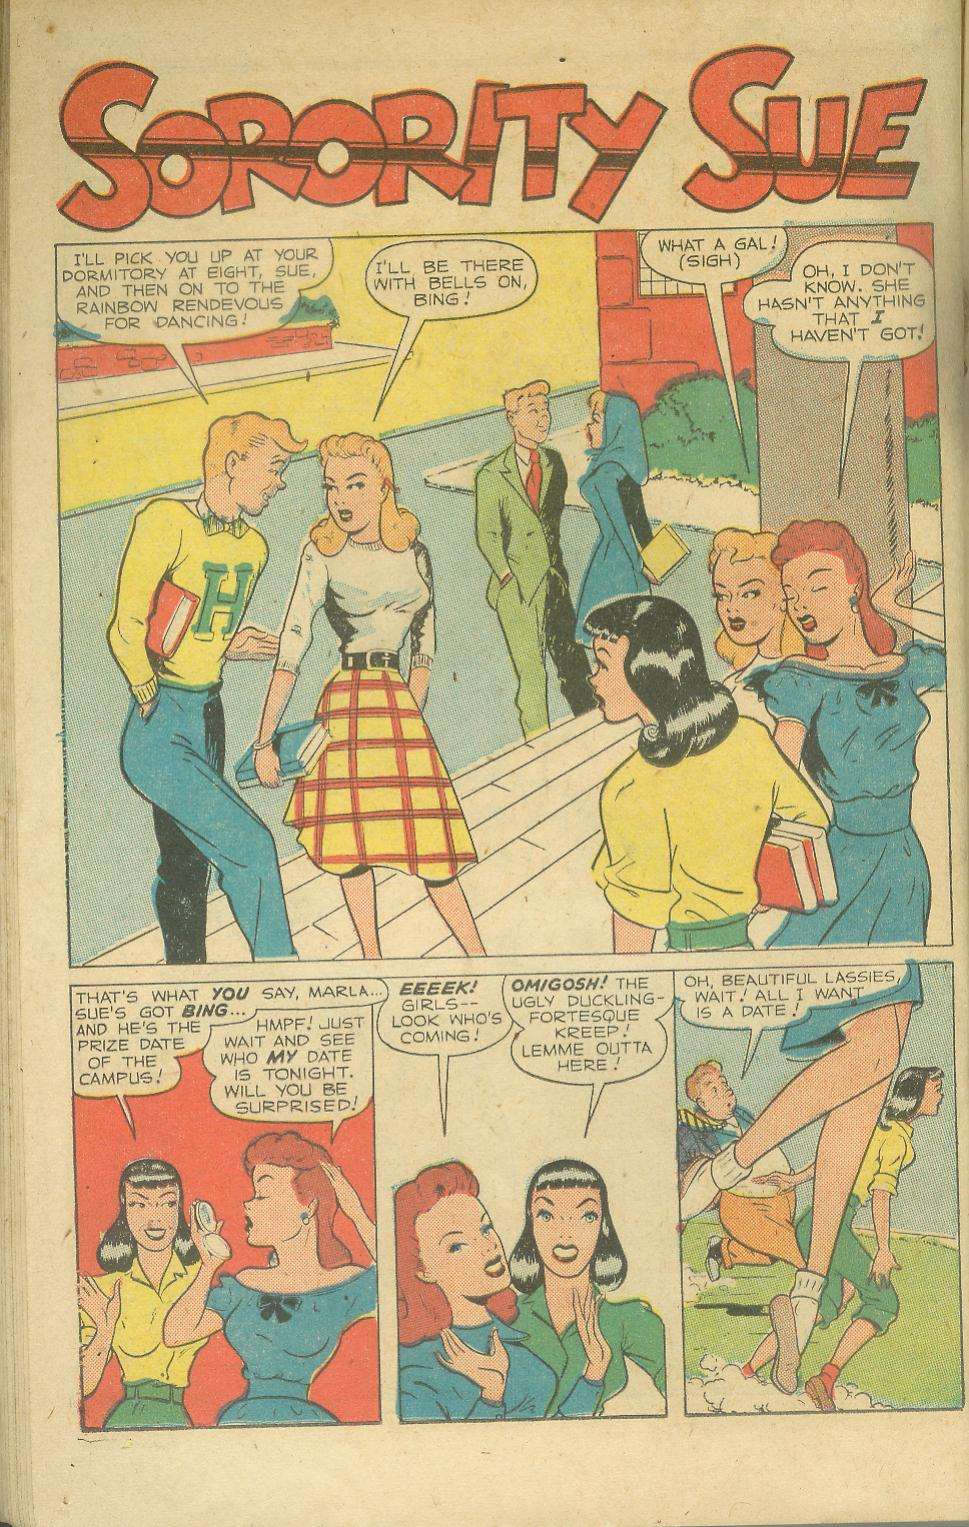 SORORITY SUE
I'LL PICK YOU UP AT YOUR
DORMITORY AT EIGHT, SUE,
AND THEN ON TO THE
RAINBOW RENDEVOUS
FOR DANCING!
I'LL BE THERE
WITH BELLS ON,
BING!
WHAT A GAL!
(SIGH)
OH, I DON'T
KNOW. SHE
HASN'T ANYTHING
THAT I
HAVEN'T GOT!
H
THAT'S WHAT YOU SAY, MARLA...
SUE'S GOT BING...
AND HE'S THE
PRIZE DATE
OF THE
CAMPUS!
HMPF! JUST
WAIT AND SEE
WHO MY DATE
IS TONIGHT.
WILL YOU BE
SURPRISED!
EEEEK!
GIRLS--
LOOK WHO'S
COMING!
OMIGOSH! THE
UGLY DUCKLING-
FORTESQUE
KREEP!
LEMME OUTTA
HERE!
OH, BEAUTIFUL LASSIES,
WAIT! ALL I WANT
IS A DATE!